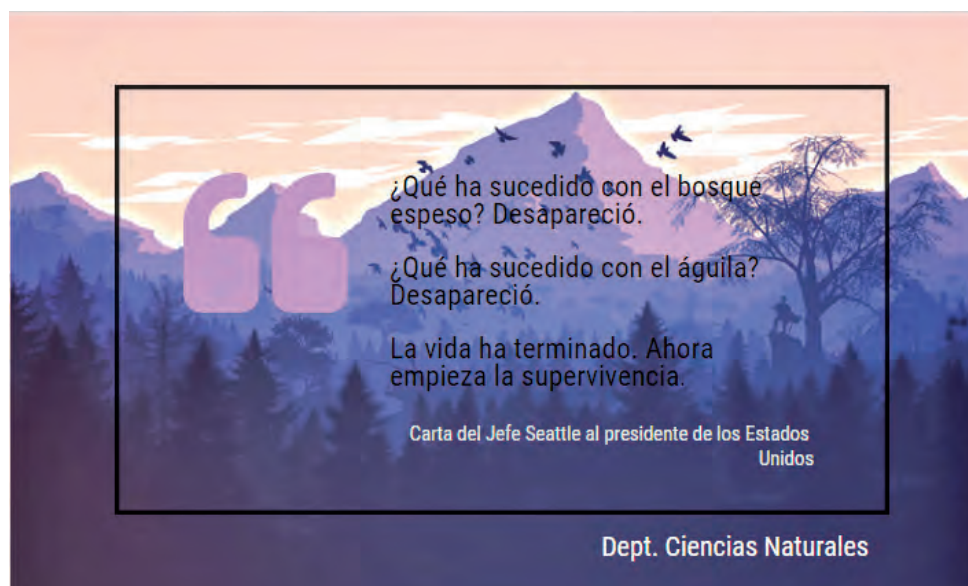 ¿Qué ha sucedido con el bosque
espeso? Desapareció.
¿Qué ha sucedido con el águila?
Desapareció.
La vida ha terminado. Ahora
empieza la supervivencia.
Carta del Jefe Seattle al presidente de los Estados
Unidos
Dept. Ciencias Naturales